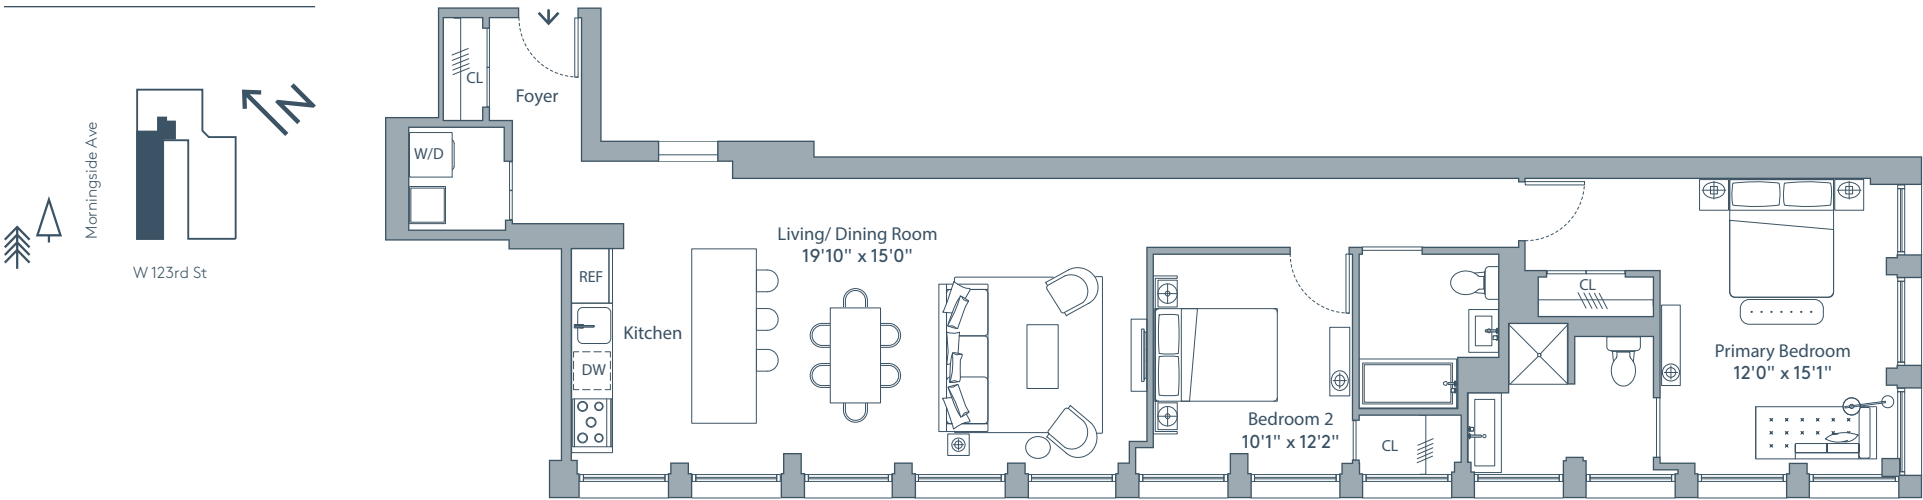 Morningside Ave
W 123rd St
N
CL
Foyer
W/D
REF
Kitchen
DW
Living/ Dining Room
19'10" x 15'0"
Bedroom 2
10'1" x 12'2"
CL
CL
Primary Bedroom
12'0" x 15'1"